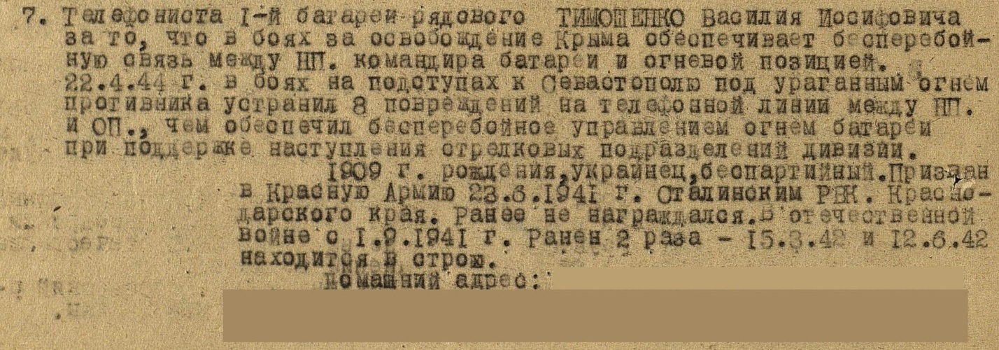 7. Телефониста I-й батареи рядового ТИМОШЕНКО Василия Иосифовича
за то, что в боях за освобождение Крыма обеспечивает бесперебой-
ную связь между НП. командира батареи и огневой позицией.
22.4.44 г. в боях на подступах к Севастополю под ураганным огнем
противника устранил 8 повреждений на телефонной линии между НП.
и ОП., чем обеспечил бесперебойное управлением огнем батареи
при поддержке наступления стрелковых подразделений дивизии.
1909 г. рождения,украинец,беспартийный.Призван
в Красную Армию 23.6.1941 г. Сталинским РВК. Красно-
дарского края. Ранее не награждался.В отечественной
войне с 1.9.1941 г. Ранен 2 раза - 15.3.42 и 12.6.42
находится в строю.
Домашний адрес: